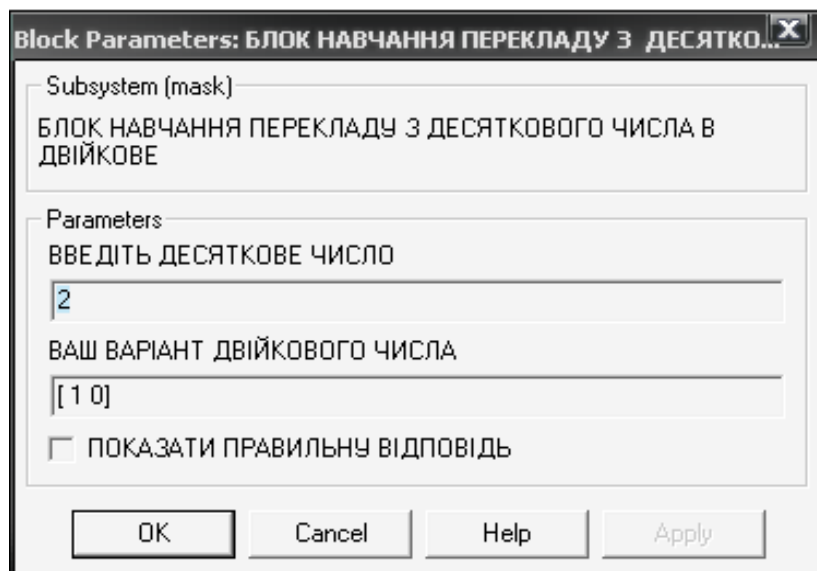 Block Parameters: БЛОК НАВЧАННЯ ПЕРЕКЛАДУ З ДЕСЯТКО...
Subsystem (mask)
БЛОК НАВЧАННЯ ПЕРЕКЛАДУ З ДЕСЯТКОВОГО ЧИСЛА В
ДВІЙКОВЕ
Parameters
ВВЕДІТЬ ДЕСЯТКОВЕ ЧИСЛО
2
ВАШ ВАРІАНТ ДВІЙКОВОГО ЧИСЛА
[ 1 0]
ПОКАЗАТИ ПРАВИЛЬНУ ВІДПОВІДЬ
OK Cancel Help Apply